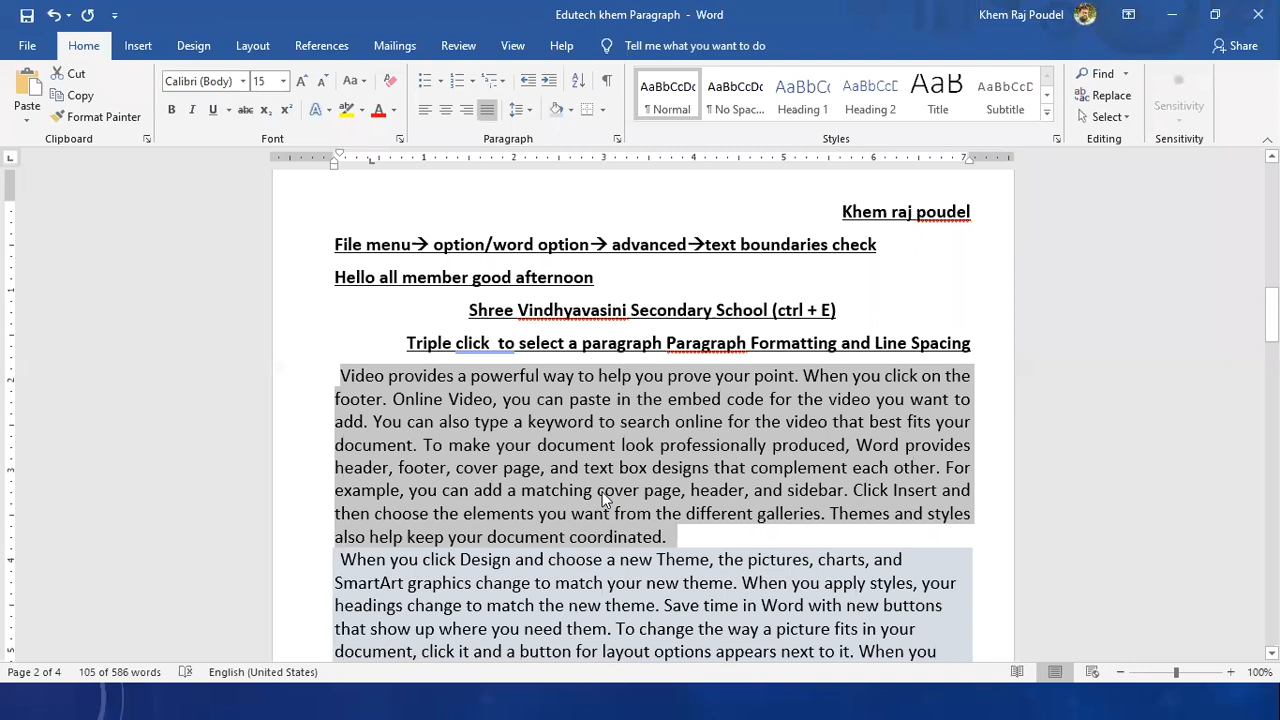 Edutech khem Paragraph - Word
Khem Raj Poudel
File Home Insert Design Layout References Mailings Review View Help Tell me what you want to do Share
Paste
Cut
Copy
Format Painter
Clipboard
Calibri (Body) 15
Font
Paragraph
AaBbCcDc AaBbCcDc AaBbCc AaBbCcD AaB AaBbCcD
¶ Normal ¶ No Spac... Heading 1 Heading 2 Title Subtitle
Styles
Find
Replace
Select
Editing
Sensitivity
Sensitivity
1 2 3 4 5 6 7
Khem raj poudel
File menu→ option/word option→ advanced→text boundaries check
Hello all member good afternoon
Shree Vindhyavasini Secondary School (ctrl + E)
Triple click  to select a paragraph Paragraph Formatting and Line Spacing
Video provides a powerful way to help you prove your point. When you click on the
footer. Online Video, you can paste in the embed code for the video you want to
add. You can also type a keyword to search online for the video that best fits your
document. To make your document look professionally produced, Word provides
header, footer, cover page, and text box designs that complement each other. For
example, you can add a matching cover page, header, and sidebar. Click Insert and
then choose the elements you want from the different galleries. Themes and styles
also help keep your document coordinated.
When you click Design and choose a new Theme, the pictures, charts, and
SmartArt graphics change to match your new theme. When you apply styles, your
headings change to match the new theme. Save time in Word with new buttons
that show up where you need them. To change the way a picture fits in your
document, click it and a button for layout options appears next to it. When you
Page 2 of 4 105 of 586 words English (United States) 100%